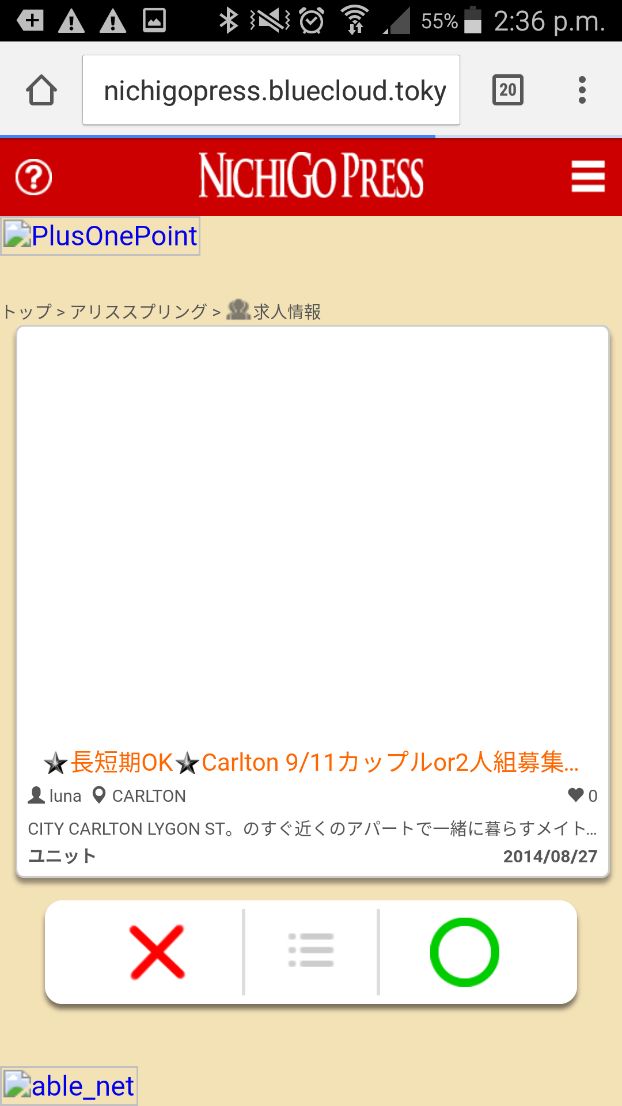 55% 2:36 p.m.
nichigopress.bluecloud.toky
20
NICHIGO PRESS
PlusOnePoint
トップ > アリススプリング > 求人情報
★長短期OK★Carlton 9/11カップルor2人組募集...
luna CARLTON 0
CITY CARLTON LYGON ST。のすぐ近くのアパートで一緒に暮らすメイト...
ユニット 2014/08/27
able_net